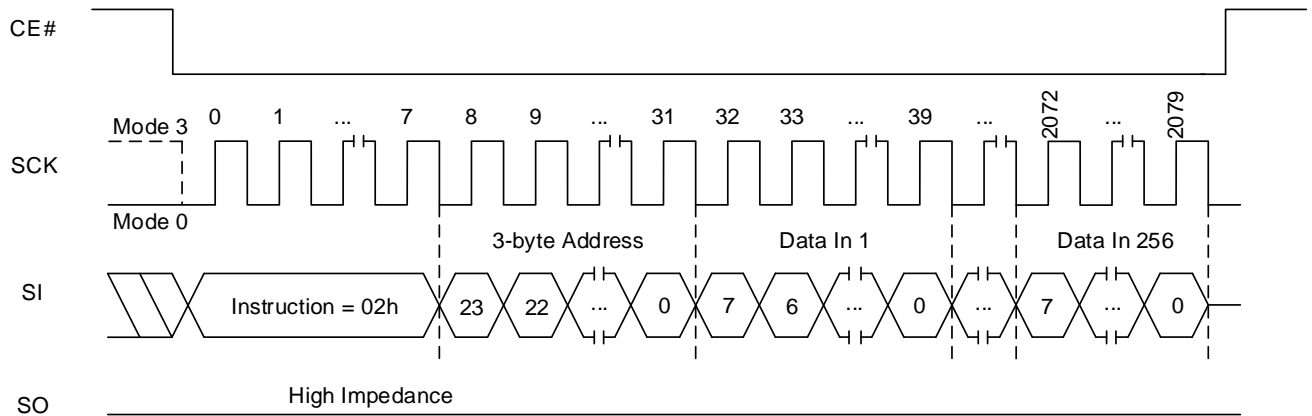 CE#
0 1 ... 7 8 9 ... 31 32 33 ... 39 ... 2072 ... 2079
Mode 3
SCK
Mode 0
3-byte Address Data In 1 Data In 256
SI
Instruction = 02h 23 22 ... 0 7 6 ... 0 ... 7 ... 0
High Impedance
SO